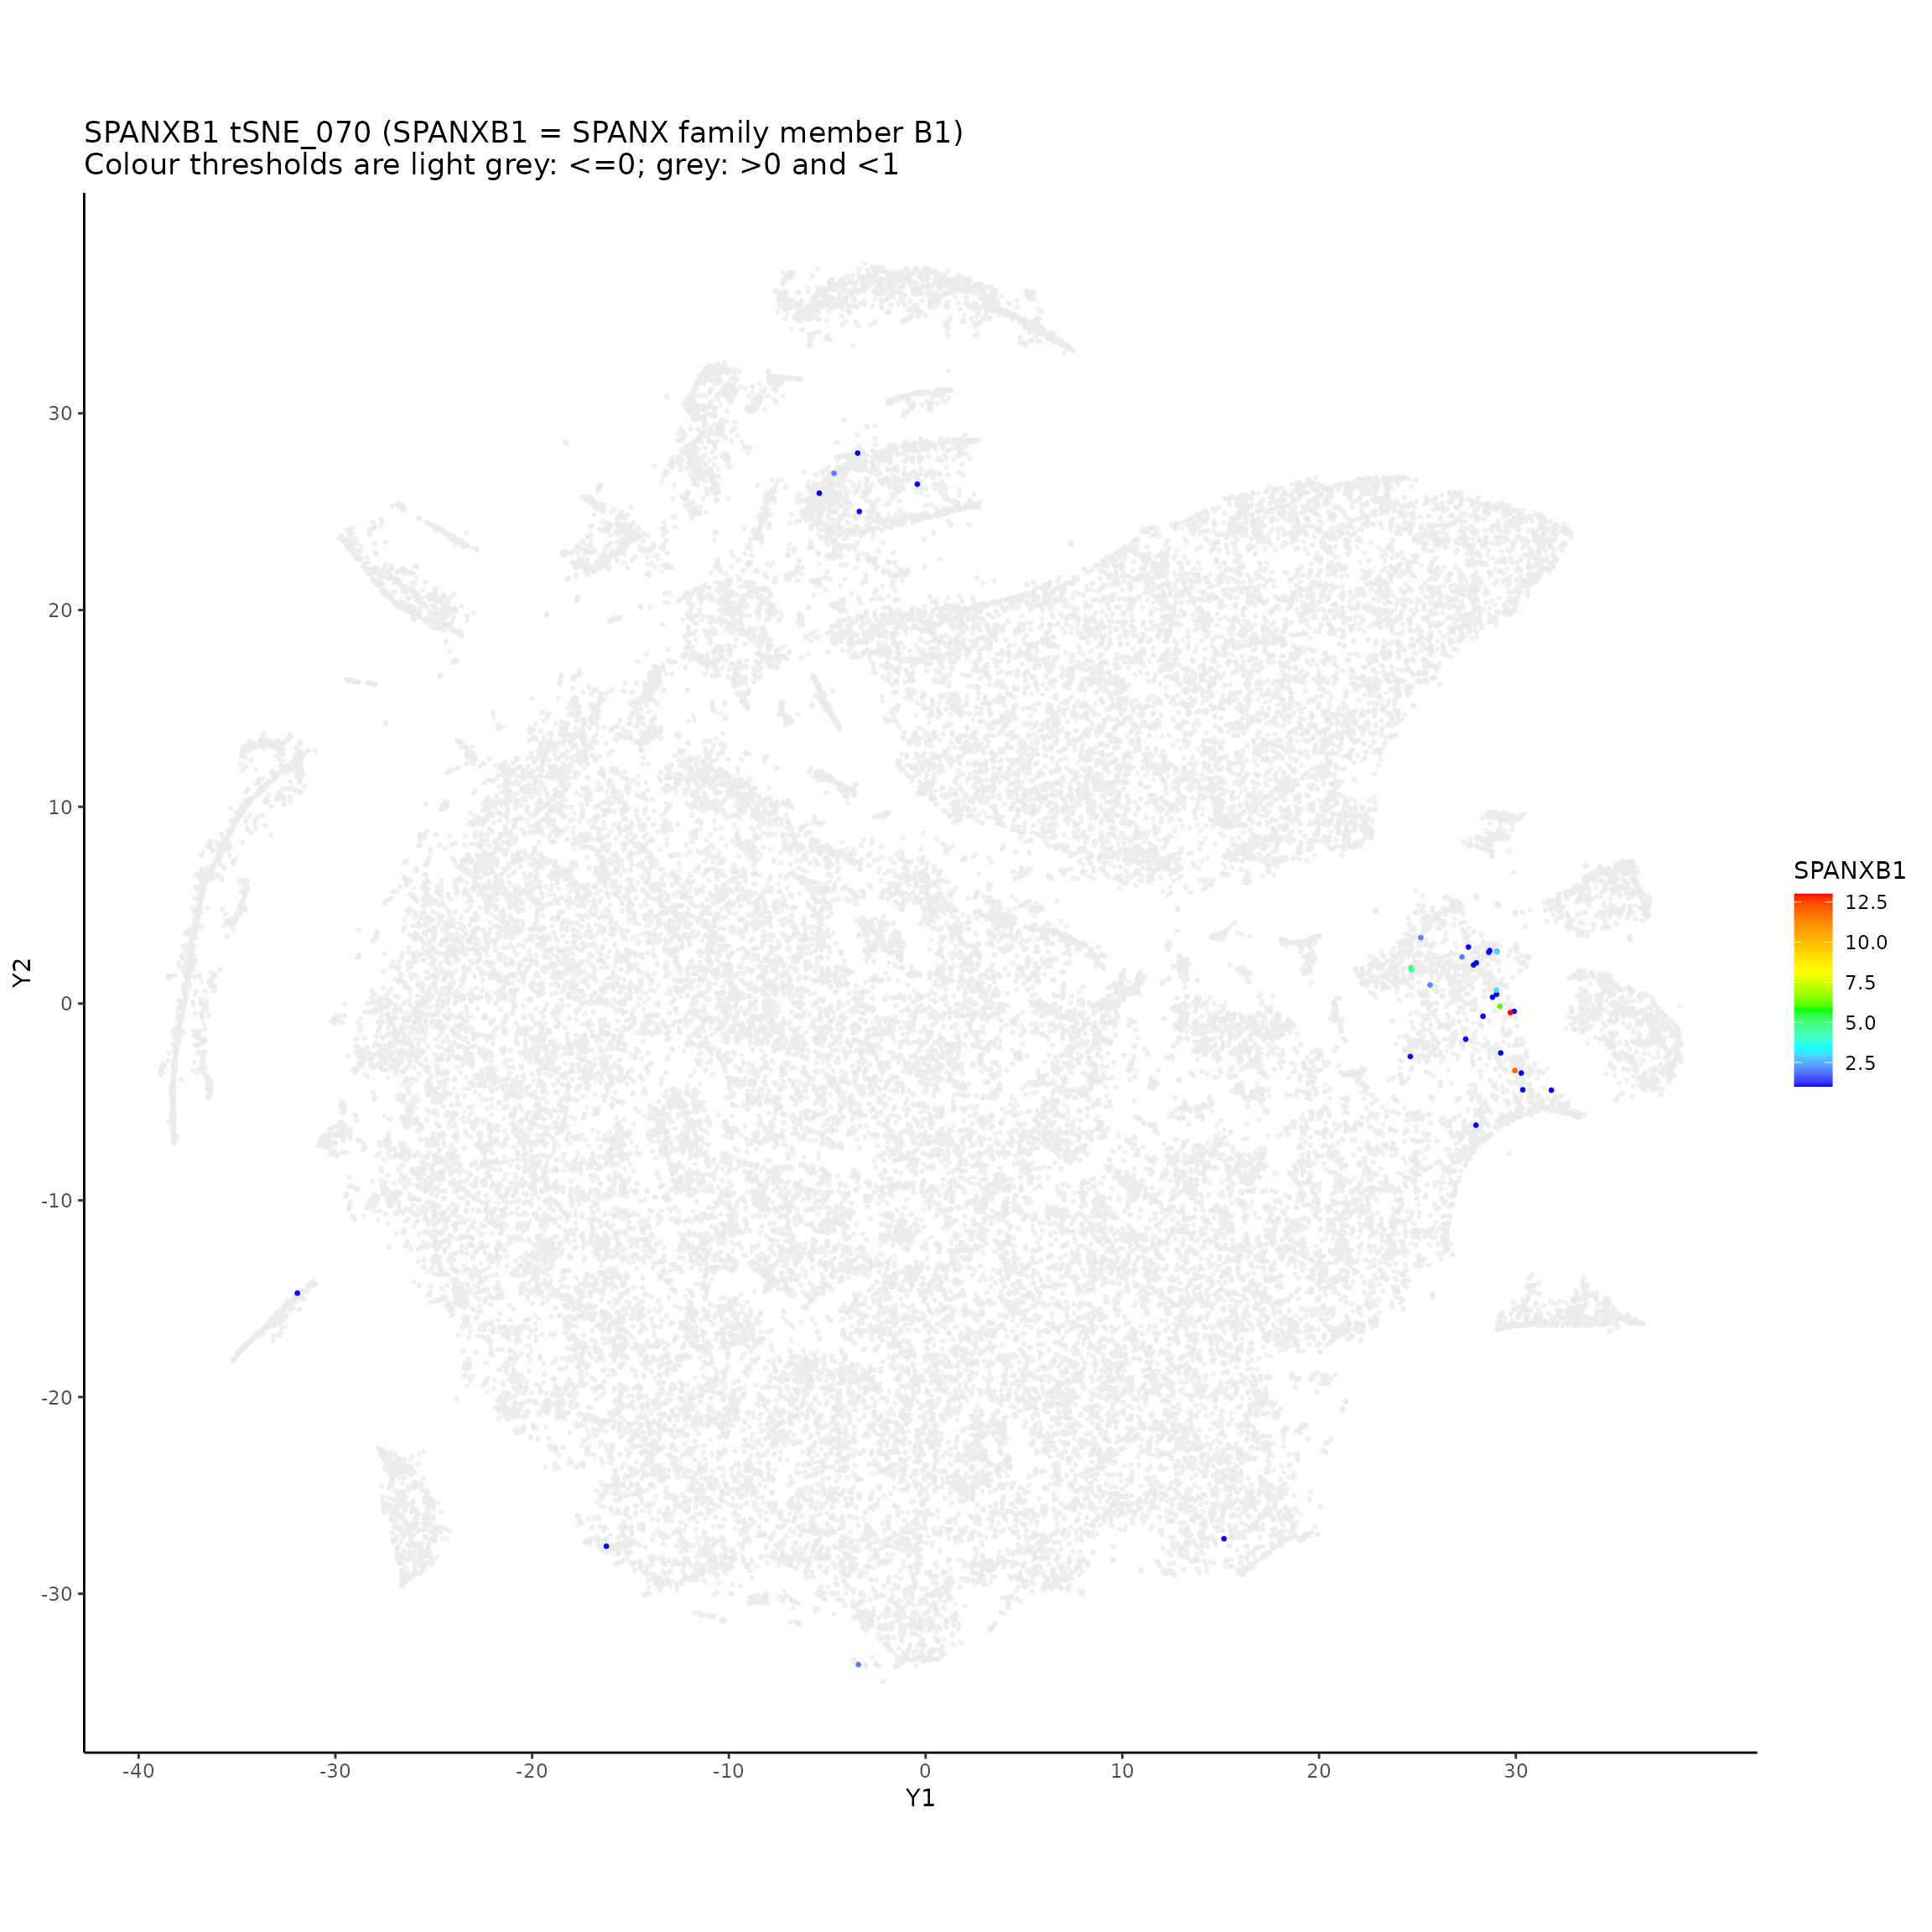 SPANXB1 tSNE_070 (SPANXB1 = SPANX family member B1)
Colour thresholds are light grey: <=0; grey: >0 and <1
30
20
10
0
-10
-20
-30
Y2
-40 -30 -20 -10 0 10 20 30
Y1
SPANXB1
12.5
10.0
7.5
5.0
2.5